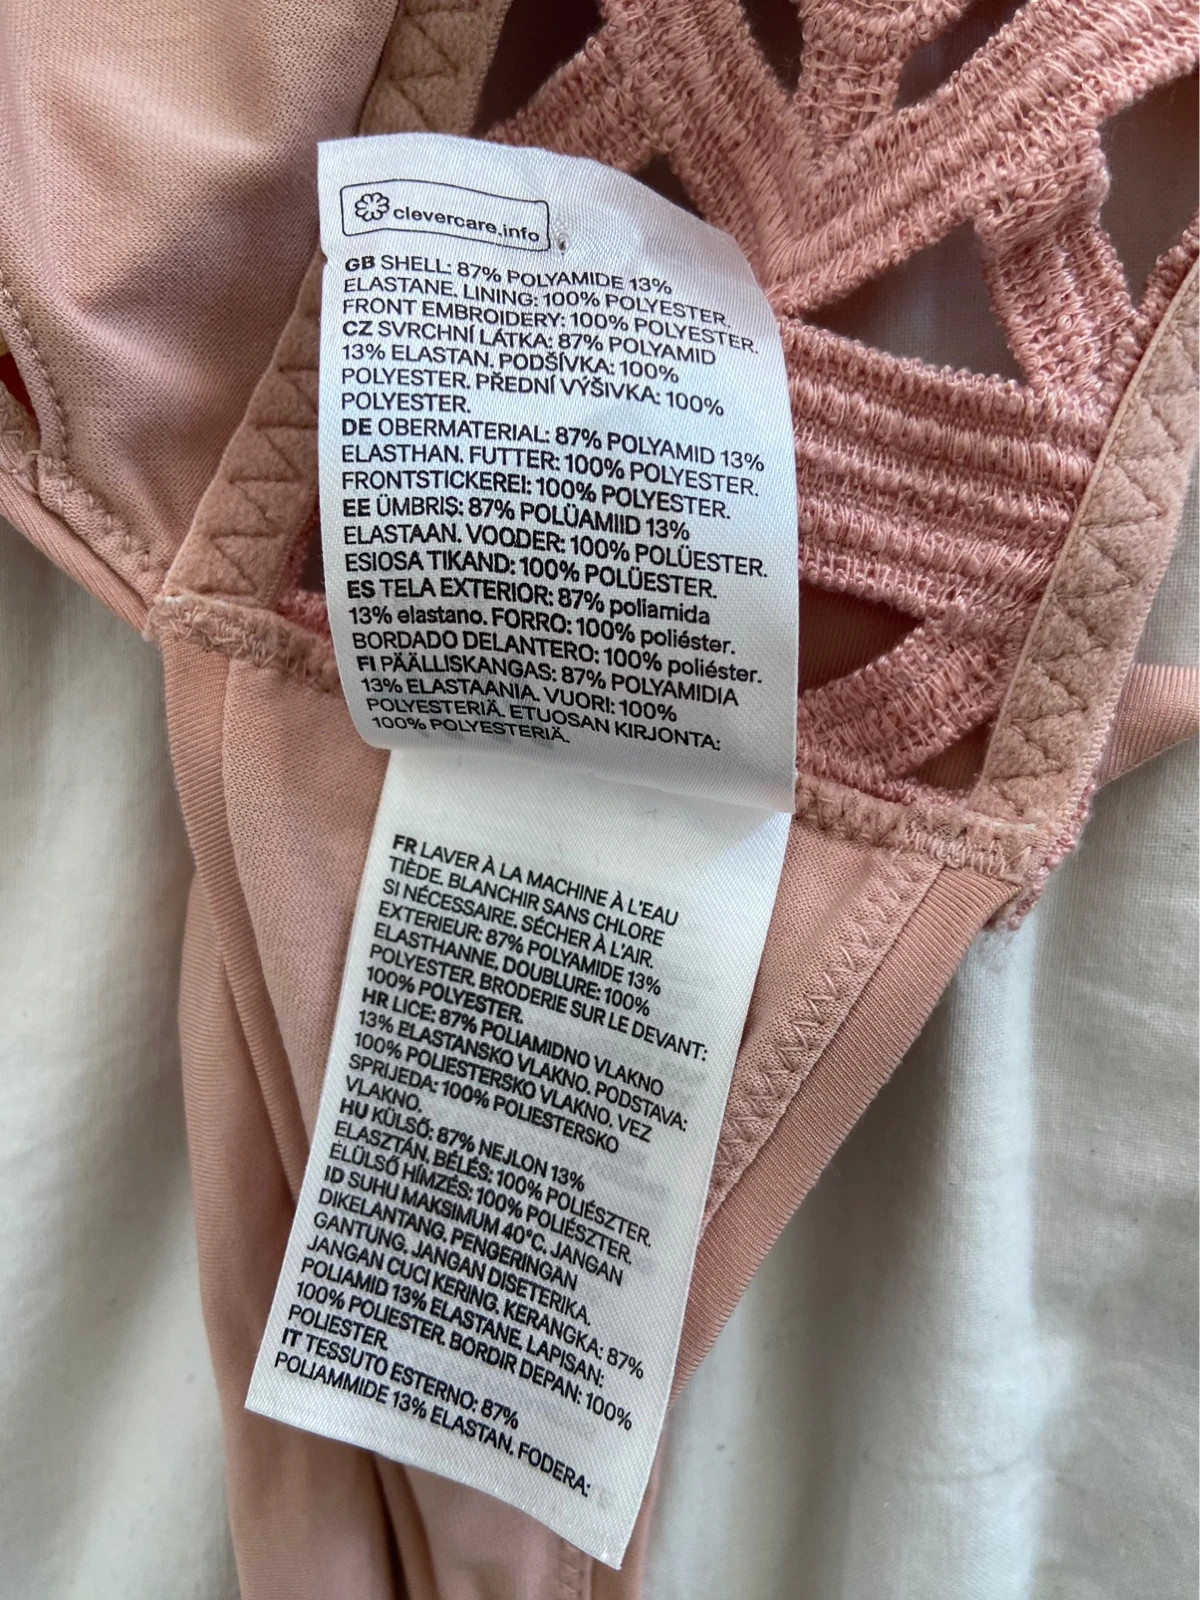 clevercare.info
GB SHELL: 87% POLYAMIDE 13%
ELASTANE. LINING: 100% POLYESTER.
FRONT EMBROIDERY: 100% POLYESTER.
CZ SVRCHNÍ LÁTKA: 87% POLYAMID
13% ELASTAN. PODŠÍVKA: 100%
POLYESTER. PŘEDNÍ VÝŠIVKA: 100%
POLYESTER.
DE OBERMATERIAL: 87% POLYAMID 13%
ELASTHAN. FUTTER: 100% POLYESTER.
FRONTSTICKEREI: 100% POLYESTER.
EE ÜMBRIS: 87% POLÜAMIID 13%
ELASTAAN. VOODER: 100% POLÜESTER.
ESIOSA TIKAND: 100% POLÜESTER.
ES TELA EXTERIOR: 87% poliamida
13% elastano. FORRO: 100% poliéster.
BORDADO DELANTERO: 100% poliéster.
FI PÄÄLLISKANGAS: 87% POLYAMIDIA
13% ELASTAANIA. VUORI: 100%
POLYESTERIÄ. ETUOSAN KIRJONTA:
100% POLYESTERIÄ.
FR LAVER À LA MACHINE À L'EAU
TIÈDE. BLANCHIR SANS CHLORE
SI NÉCESSAIRE. SÉCHER À L'AIR.
EXTERIEUR: 87% POLYAMIDE 13%
ELASTHANNE. DOUBLURE: 100%
POLYESTER. BRODERIE SUR LE DEVANT:
100% POLYESTER.
HR LICE: 87% POLIAMIDNO VLAKNO
13% ELASTANSKO VLAKNO. PODSTAVA:
100% POLIESTERSKO VLAKNO. VEZ
SPRIJEDA: 100% POLIESTERSKO
VLAKNO.
HU KÜLSŐ: 87% NEJLON 13%
ELASZTÁN. BÉLÉS: 100% POLIÉSZTER.
ELÜLSŐ HÍMZÉS: 100% POLIÉSZTER.
ID SUHU MAKSIMUM 40°C. JANGAN
DIKELANTANG. PENGERINGAN
GANTUNG. JANGAN DISETERIKA.
JANGAN CUCI KERING. KERANGKA: 87%
POLIAMID 13% ELASTANE. LAPISAN:
100% POLIESTER. BORDIR DEPAN: 100%
POLIESTER.
IT TESSUTO ESTERNO: 87%
POLIAMMIDE 13% ELASTAN. FODERA: